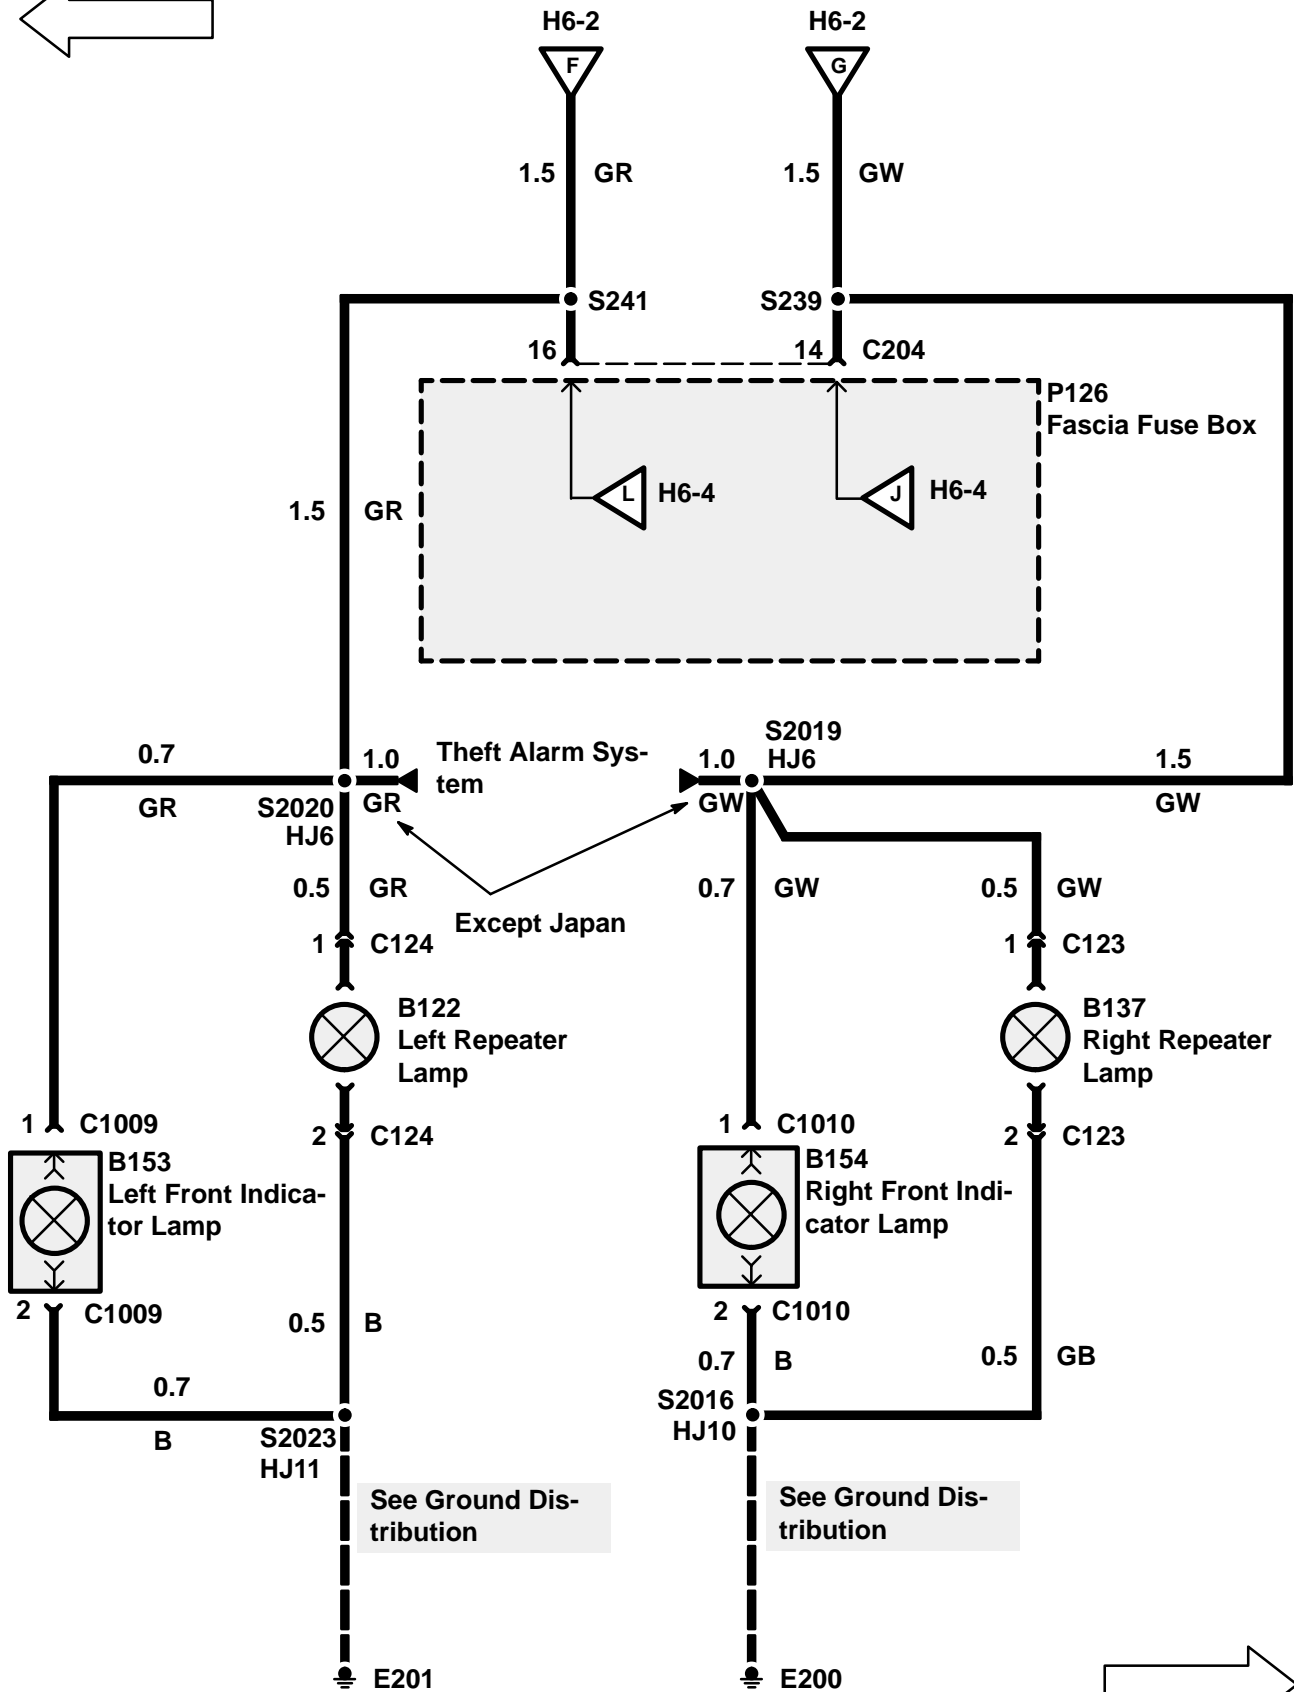 H6-2
H6-2
F
G
1.5
GR
1.5
GW
S241
S239
16
14
C204
P126
Fascia Fuse Box
L
H6-4
J
H6-4
1.5
GR
S2019
HJ6
0.7
1.0
Theft Alarm Sys-
tem
1.0
1.5
GR
S2020
HJ6
GR
GW
GW
0.5
GR
0.7
GW
0.5
GW
Except Japan
1
C124
1
C123
B122
Left Repeater
Lamp
B137
Right Repeater
Lamp
1
C1009
2
C124
1
C1010
2
C123
B153
Left Front Indica-
tor Lamp
B154
Right Front Indi-
cator Lamp
2
C1009
2
C1010
0.5
B
0.7
B
0.5
GB
0.7
B
S2023
HJ11
S2016
HJ10
See Ground Dis-
tribution
See Ground Dis-
tribution
E201
E200